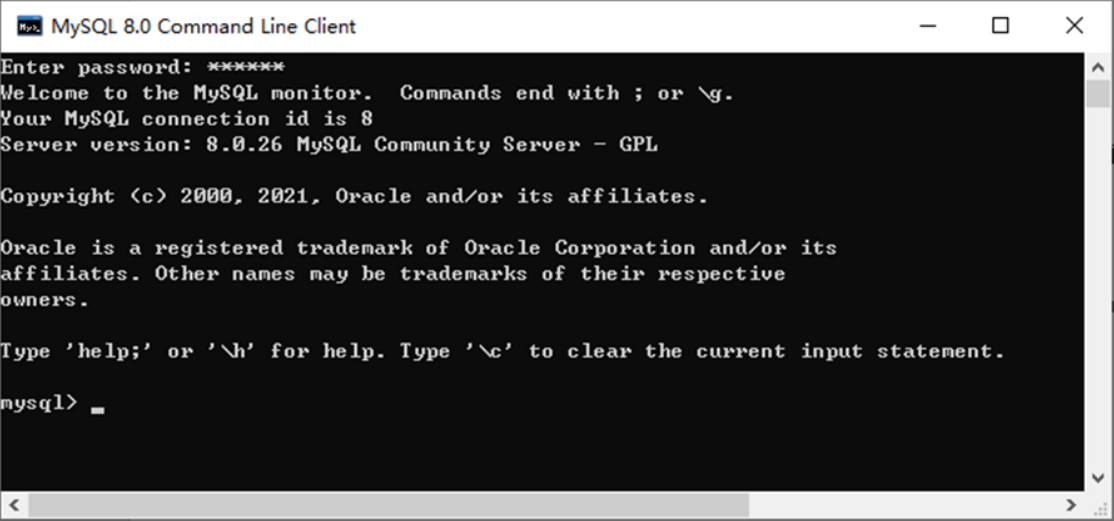 MySQL 8.0 Command Line Client
Enter password: ******
Welcome to the MySQL monitor.  Commands end with ; or \g.
Your MySQL connection id is 8
Server version: 8.0.26 MySQL Community Server - GPL
Copyright (c) 2000, 2021, Oracle and/or its affiliates.
Oracle is a registered trademark of Oracle Corporation and/or its
affiliates. Other names may be trademarks of their respective
owners.
Type 'help;' or '\h' for help. Type '\c' to clear the current input statement.
mysql> _